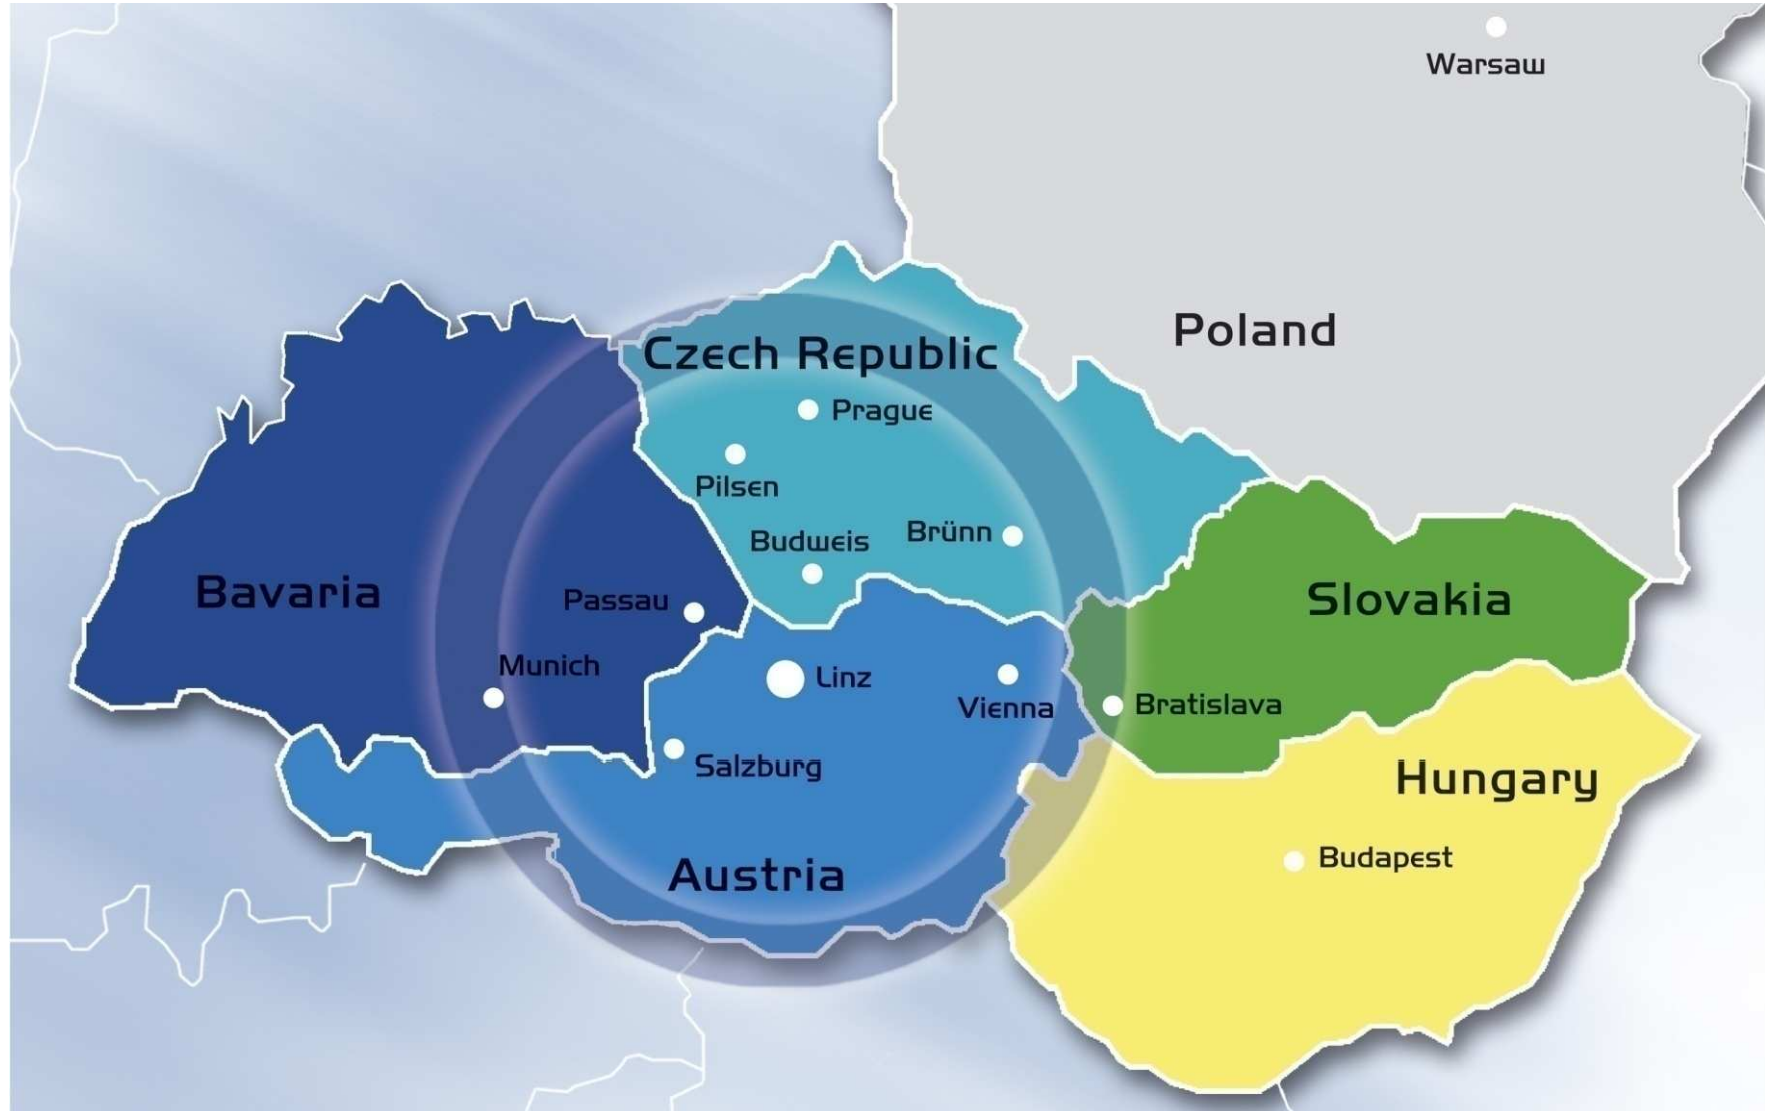 Warsaw
Poland
Czech Republic
Prague
Pilsen
Brünn
Budweis
Bavaria
Passau
Slovakia
Munich
Linz
Vienna
Bratislava
Salzburg
Hungary
Budapest
Austria